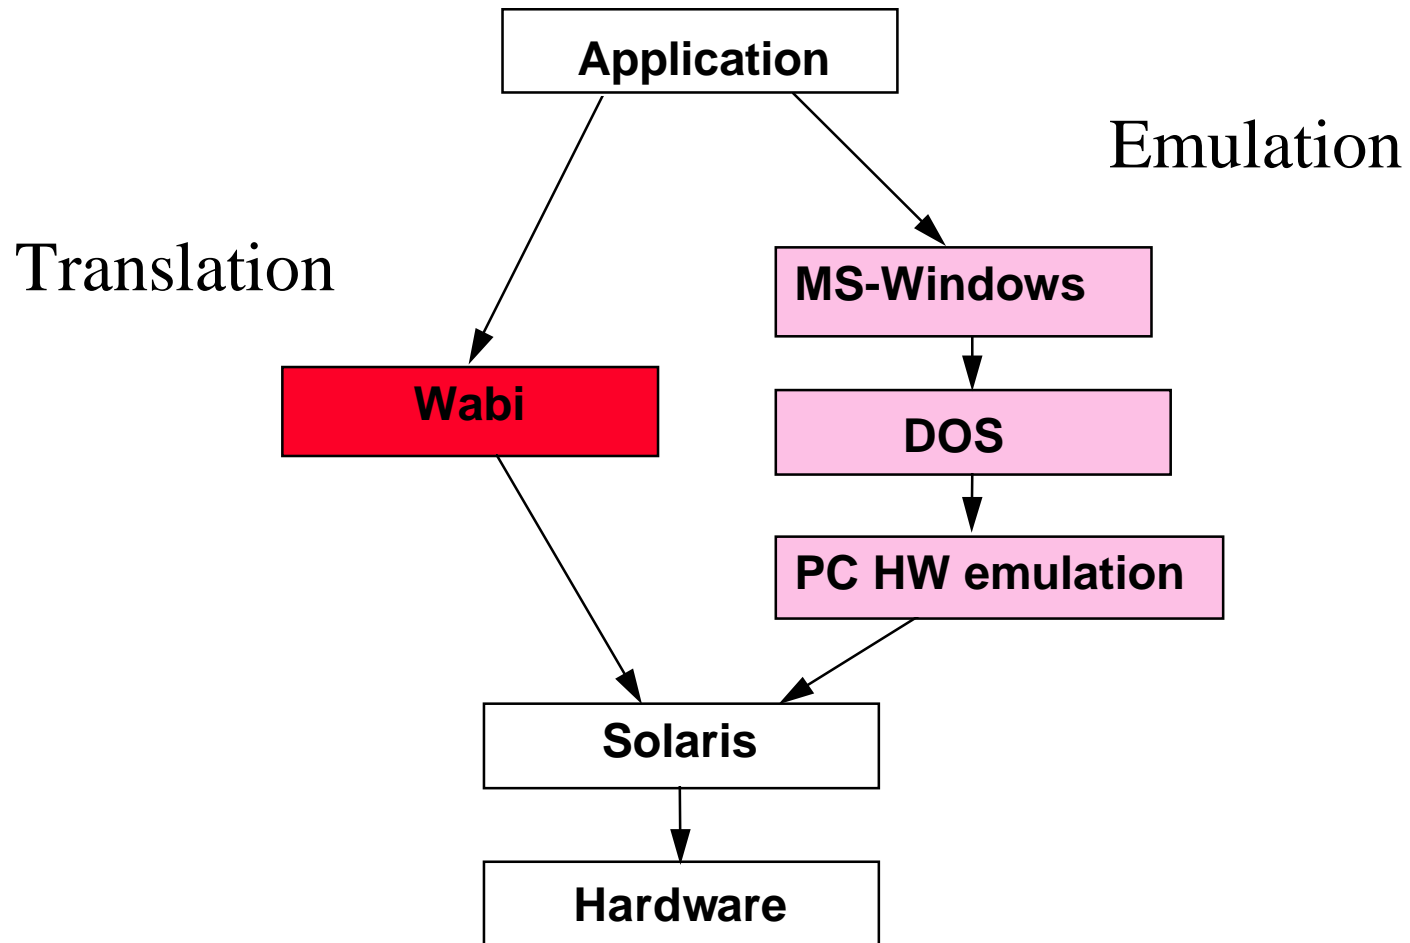 Application
Emulation
Translation
MS-Windows
Wabi
DOS
PC HW emulation
Solaris
Hardware